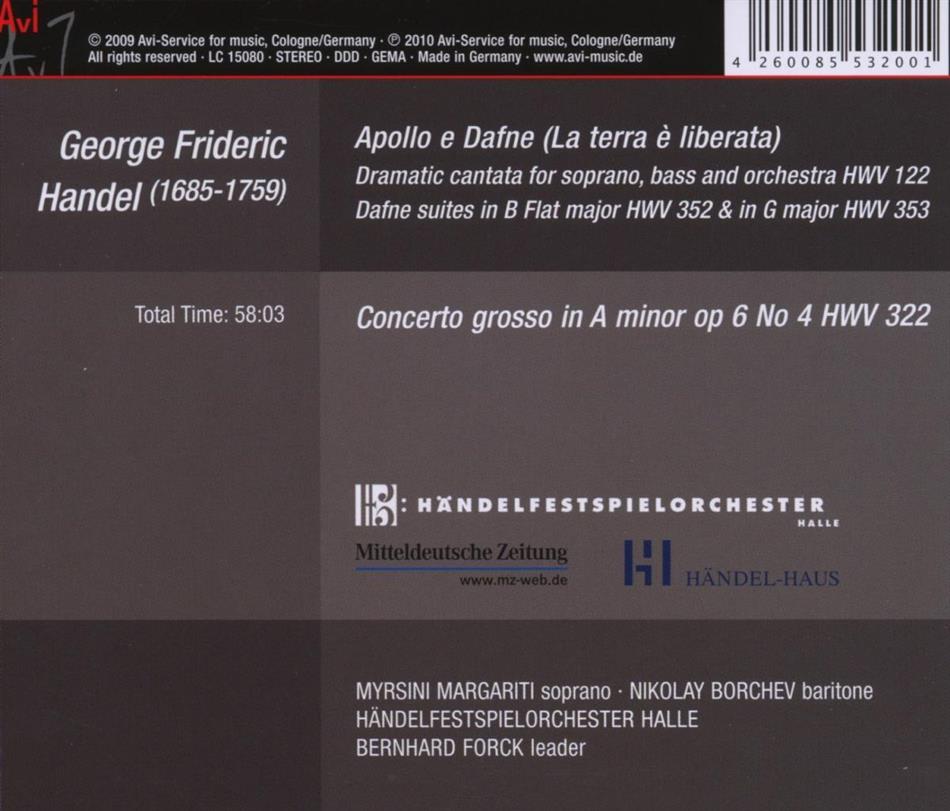 Avi
© 2009 Avi-Service for music, Cologne/Germany · ℗ 2010 Avi-Service for music, Cologne/Germany
All rights reserved · LC 15080 · STEREO · DDD · GEMA · Made in Germany · www.avi-music.de
4 260085 532001
George Frideric
Handel (1685-1759)
Apollo e Dafne (La terra è liberata)
Dramatic cantata for soprano, bass and orchestra HWV 122
Dafne suites in B Flat major HWV 352 & in G major HWV 353
Total Time: 58:03
Concerto grosso in A minor op 6 No 4 HWV 322
HÄNDELFESTSPIELORCHESTER
HALLE
Mitteldeutsche Zeitung
www.mz-web.de
HÄNDEL-HAUS
MYRSINI MARGARITI soprano · NIKOLAY BORCHEV baritone
HÄNDELFESTSPIELORCHESTER HALLE
BERNHARD FORCK leader